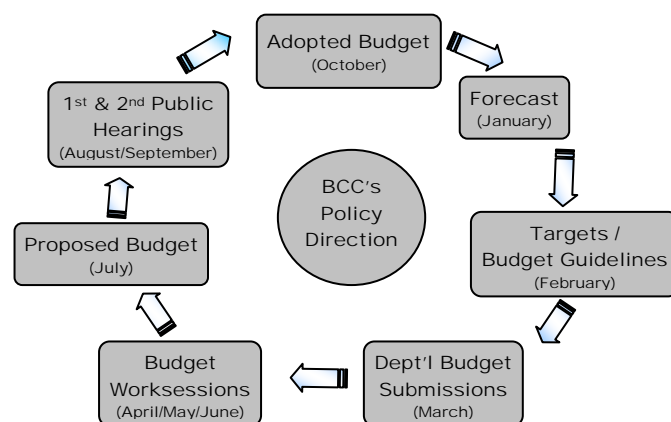 Adopted Budget
(October)
Forecast
(January)
Targets /
Budget Guidelines
(February)
Dept'l Budget
Submissions
(March)
Budget
Worksessions
(April/May/June)
Proposed Budget
(July)
1st & 2nd Public
Hearings
(August/September)
BCC's
Policy
Direction